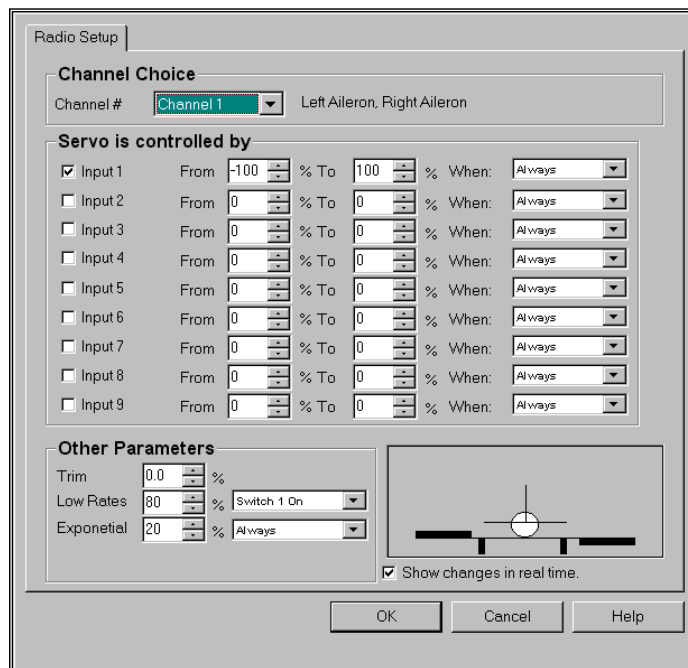 Radio Setup
Channel Choice
Channel # Channel 1 Left Aileron, Right Aileron
Servo is controlled by
Input 1 From -100 % To 100 % When: Always
Input 2 From 0 % To 0 % When: Always
Input 3 From 0 % To 0 % When: Always
Input 4 From 0 % To 0 % When: Always
Input 5 From 0 % To 0 % When: Always
Input 6 From 0 % To 0 % When: Always
Input 7 From 0 % To 0 % When: Always
Input 8 From 0 % To 0 % When: Always
Input 9 From 0 % To 0 % When: Always
Other Parameters
Trim 0.0 %
Low Rates 80 % Switch 1 On
Exponetial 20 % Always
Show changes in real time.
OK Cancel Help